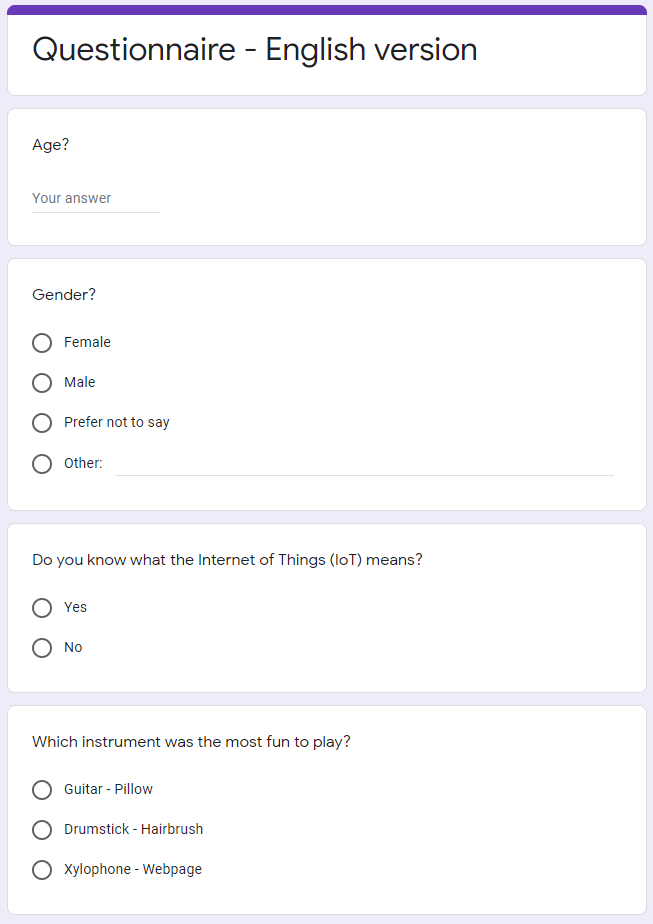 Questionnaire - English version
Age?
Your answer
Gender?
Female
Male
Prefer not to say
Other:
Do you know what the Internet of Things (IoT) means?
Yes
No
Which instrument was the most fun to play?
Guitar - Pillow
Drumstick - Hairbrush
Xylophone - Webpage